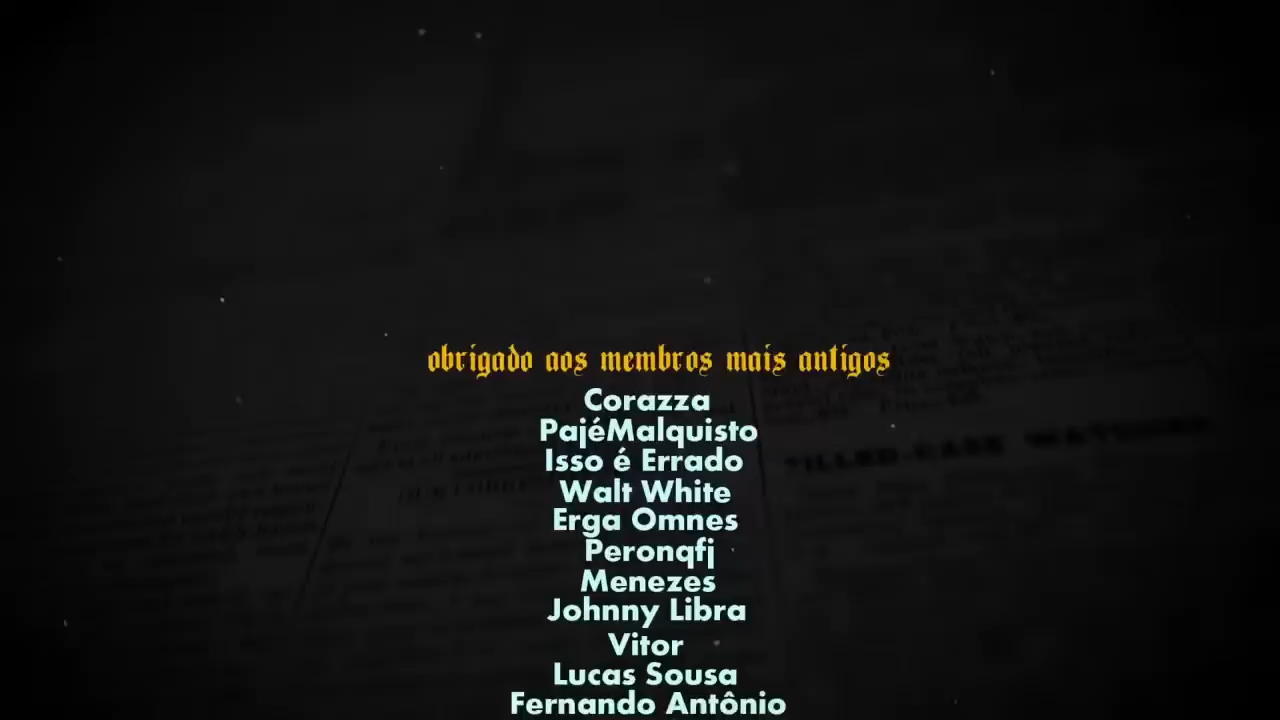 obrigado aos membros mais antigos
Corazza
PajéMalquisto
Isso é Errado
Walt White
Erga Omnes
Peronqfj
Menezes
Johnny Libra
Vitor
Lucas Sousa
Fernando Antônio